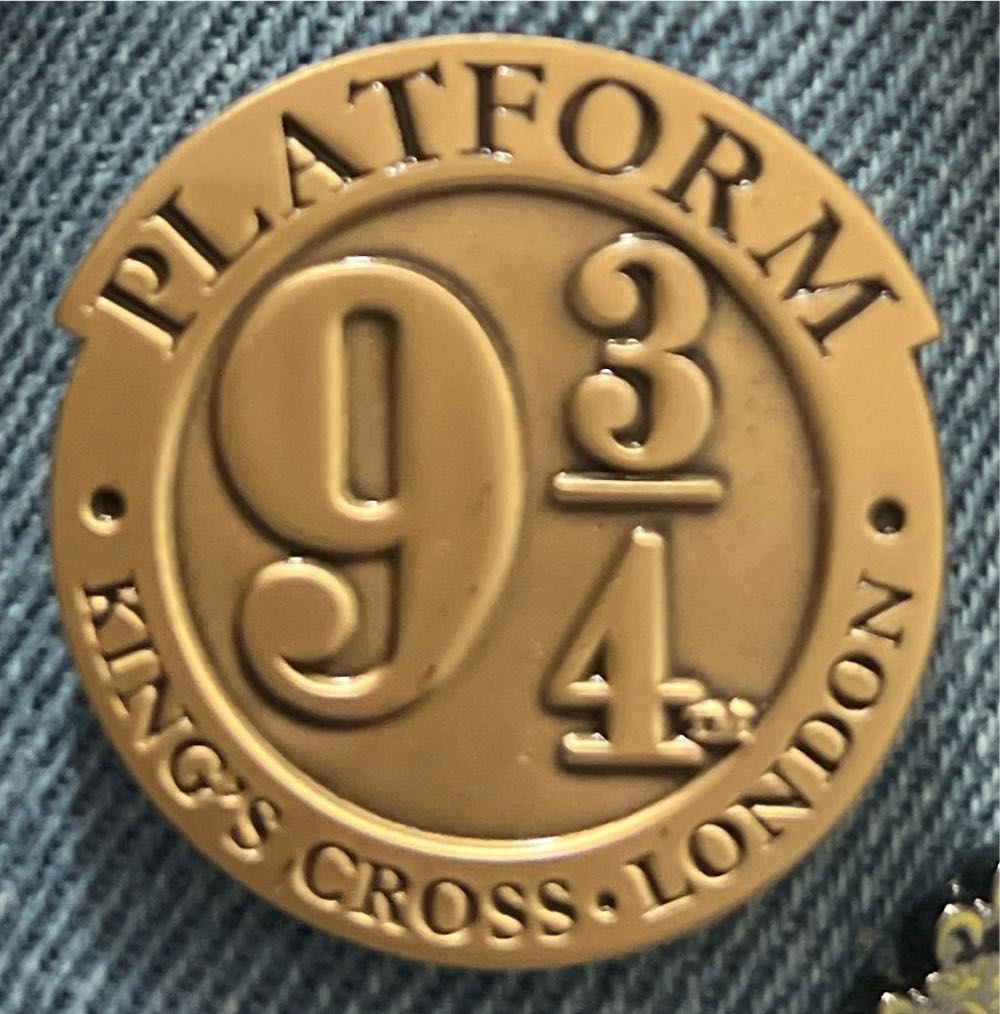 PLATFORM
9 3/4
KING'S CROSS · LONDON